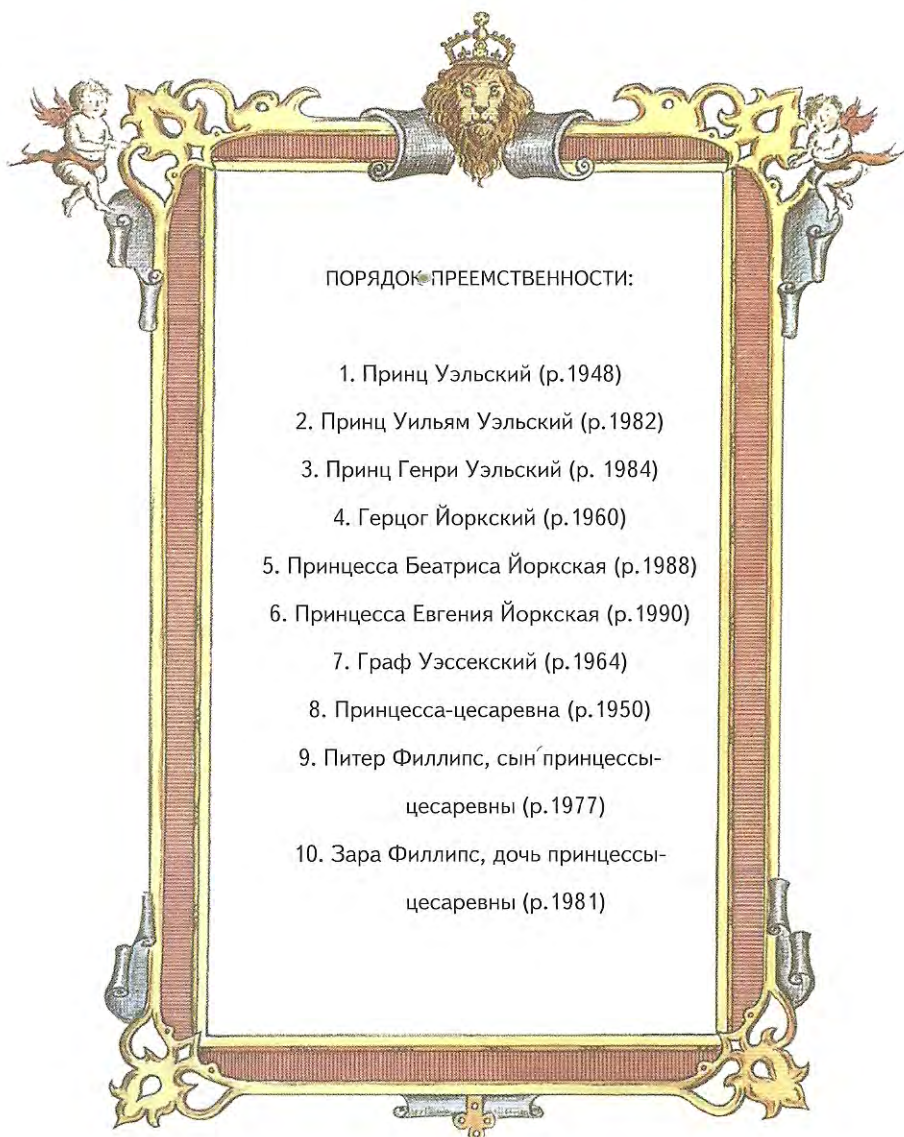 ПОРЯДОК ПРЕЕМСТВЕННОСТИ:
1. Принц Уэльский (р.1948)
2. Принц Уильям Уэльский (р.1982)
3. Принц Генри Уэльский (р. 1984)
4. Герцог Йоркский (р.1960)
5. Принцесса Беатриса Йоркская (р.1988)
6. Принцесса Евгения Йоркская (р.1990)
7. Граф Уэссекский (р.1964)
8. Принцесса-цесаревна (р.1950)
9. Питер Филлипс, сын принцессы-
цесаревны (р.1977)
10. Зара Филлипс, дочь принцессы-
цесаревны (р.1981)